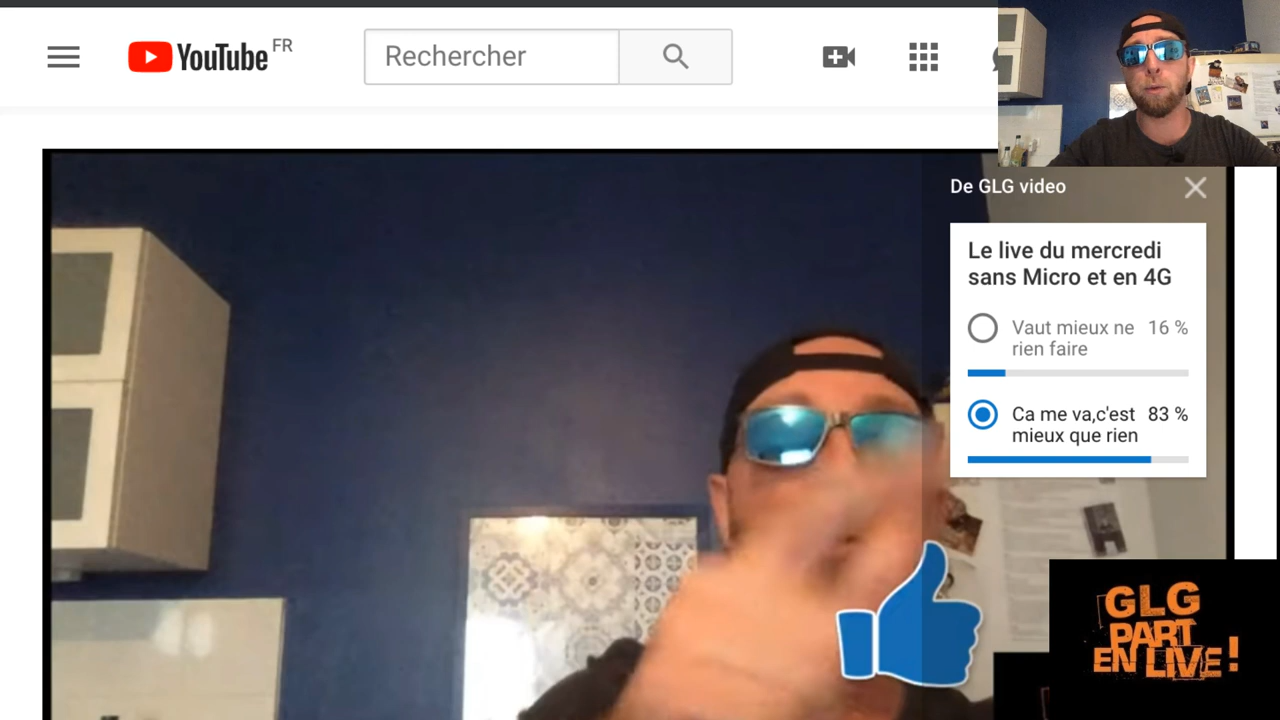 YouTube FR
Rechercher
De GLG video
Le live du mercredi
sans Micro et en 4G
Vaut mieux ne 16 %
rien faire
Ca me va,c'est 83 %
mieux que rien
GLG
PART
EN LIVE !